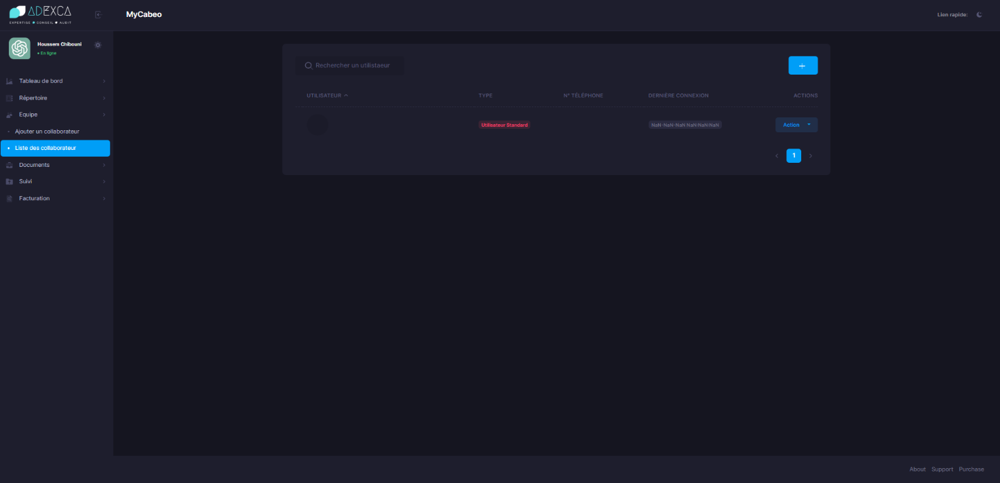 ADEXCA
EXPERTISE ● CONSEIL ● AUDIT
MyCabeo
Lien rapide:
Houssem Chibouni
● En ligne
Tableau de bord
Répertoire
Equipe
Ajouter un collaborateur
Liste des collaborateur
Documents
Suivi
Facturation
Rechercher un utilistaeur
+
UTILISATEUR TYPE N° TÉLÉPHONE DERNIÈRE CONNEXION ACTIONS
Utilisateur Standard NaN-NaN-NaN NaN:NaN:NaN Action
1
About Support Purchase